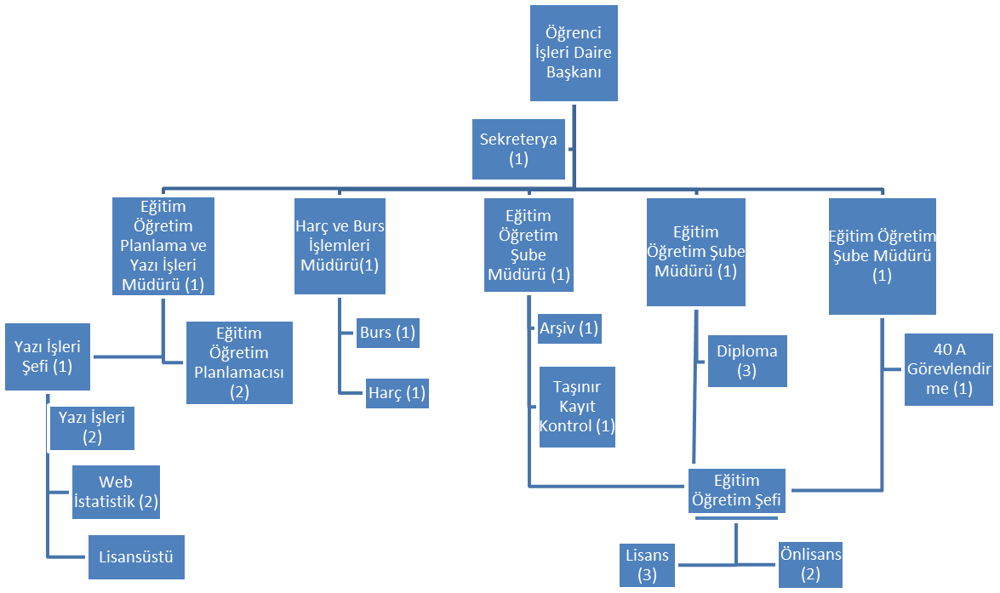 Öğrenci
İşleri Daire
Başkanı
Sekreterya
(1)
Eğitim
Öğretim
Planlama ve
Yazı İşleri
Müdürü (1)
Harç ve Burs
İşlemleri
Müdürü(1)
Eğitim
Öğretim
Şube
Müdürü (1)
Eğitim
Öğretim Şube
Müdürü (1)
Eğitim Öğretim
Şube Müdürü
(1)
Yazı İşleri
Şefi (1)
Eğitim
Öğretim
Planlamacısı
(2)
Burs (1)
Harç (1)
Arşiv (1)
Taşınır
Kayıt
Kontrol (1)
Diploma
(3)
40 A
Görevlendir
me (1)
Yazı İşleri
(2)
Web
İstatistik (2)
Lisansüstü
Eğitim
Öğretim Şefi
Lisans
(3)
Önlisans
(2)